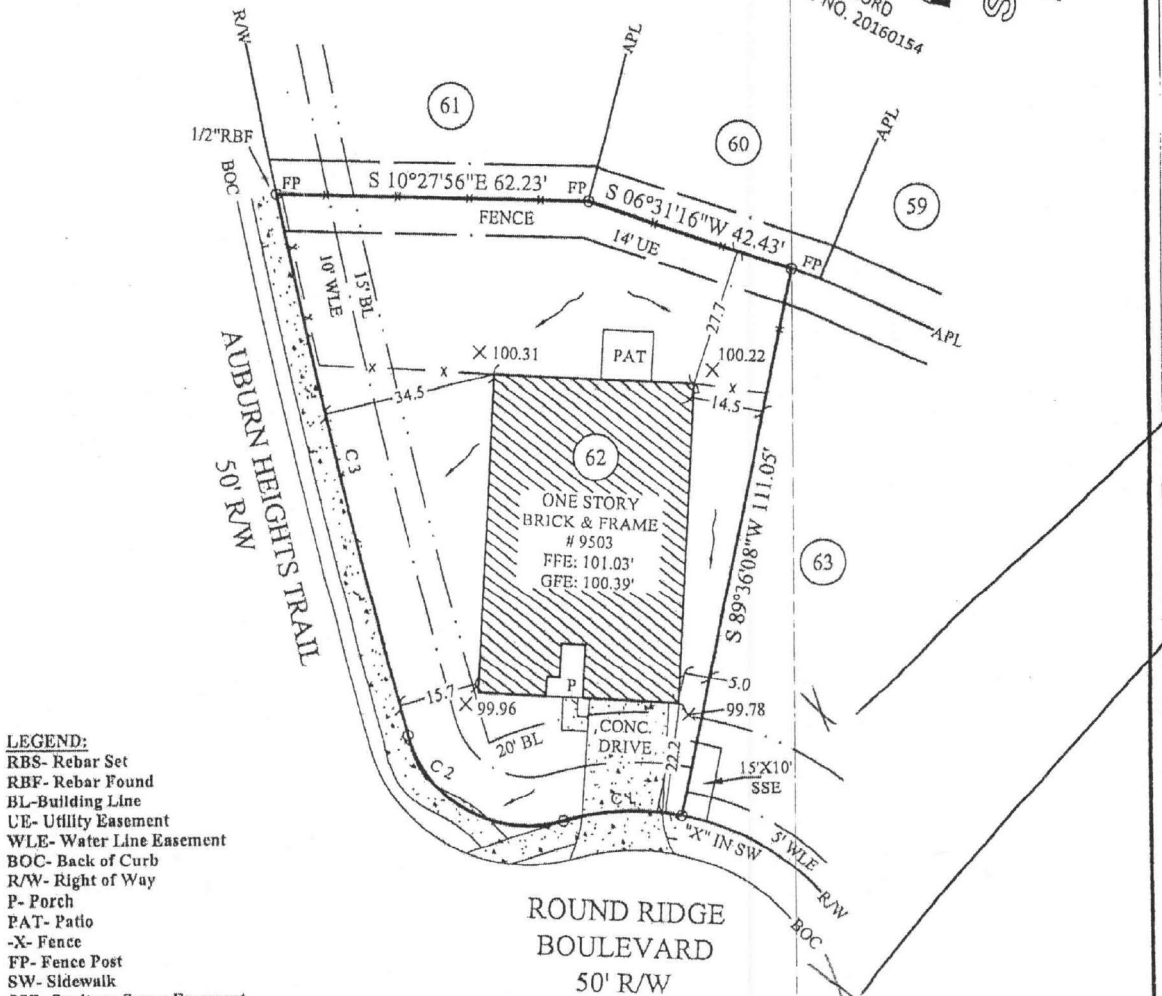 NO. 20160154
R/W
APL
61
60
APL
59
1/2"RBF
BOC
FP
S 10°27'56"E 62.23'
FP
S 06°31'16"W 42.43'
FP
FENCE
14' UE
APL
10' WLE
15' BL
27.7
100.31
PAT
100.22
34.5
14.5
AUBURN HEIGHTS TRAIL
50' R/W
C3
62
ONE STORY
BRICK & FRAME
# 9503
FFE: 101.03'
GFE: 100.39'
S 89°36'08"W 111.05'
63
15.7
P
5.0
99.96
99.78
20' BL
CONC.
DRIVE
22.2
15'X10'
SSE
C2
C1
"X" IN SW
5' WLE
R/W
BOC
ROUND RIDGE
BOULEVARD
50' R/W
LEGEND:
RBS- Rebar Set
RBF- Rebar Found
BL-Building Line
UE- Utility Easement
WLE- Water Line Easement
BOC- Back of Curb
R/W- Right of Way
P- Porch
PAT- Patio
-X- Fence
FP- Fence Post
SW- Sidewalk